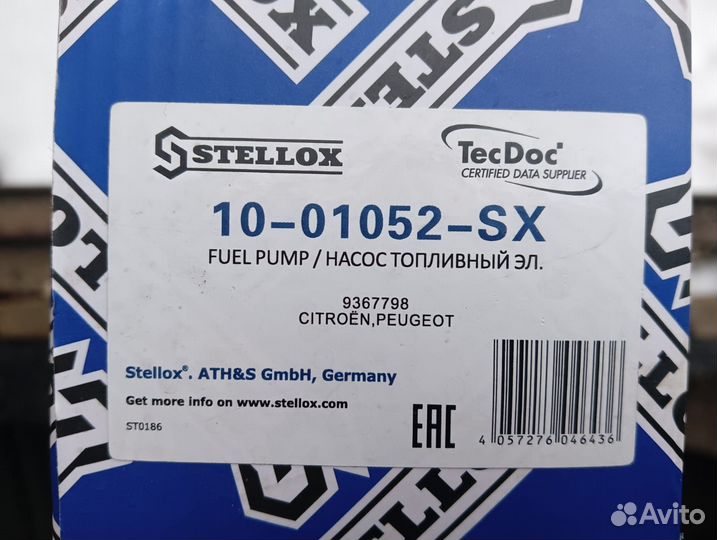 STELLOX
TecDoc
CERTIFIED DATA SUPPLIER
10-01052-SX
FUEL PUMP / НАСОС ТОПЛИВНЫЙ ЭЛ.
9367798
CITROËN,PEUGEOT
Stellox®. ATH&S GmbH, Germany
Get more info on www.stellox.com
ST0186
EAC
4 057276 046436
Avito